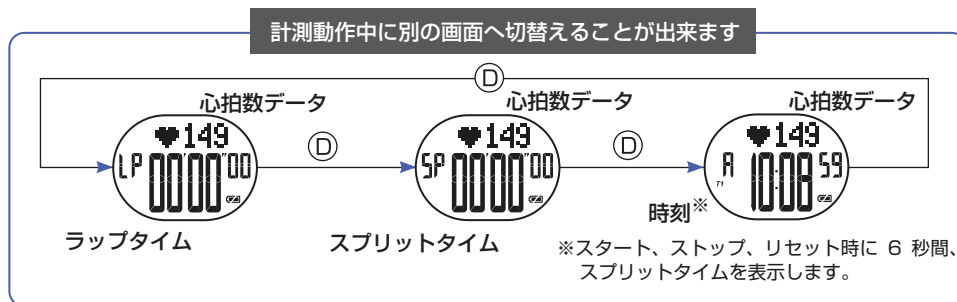 計測動作中に別の画面へ切替えることが出来ます
Ⓓ
心拍数データ
心拍数データ
心拍数データ
♥149
♥149
♥149
LP 00'00"00
Ⓓ
SP 00'00"00
Ⓓ
A 10:08 59
T1
時刻※
ラップタイム
スプリットタイム
※スタート、ストップ、リセット時に 6 秒間、
スプリットタイムを表示します。